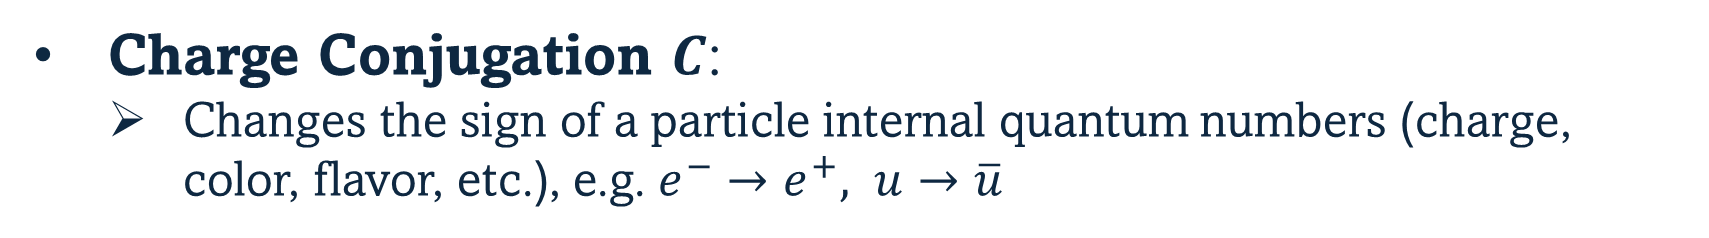 • Charge Conjugation C:
➢ Changes the sign of a particle internal quantum numbers (charge,
color, flavor, etc.), e.g. e⁻ → e⁺, u → ū